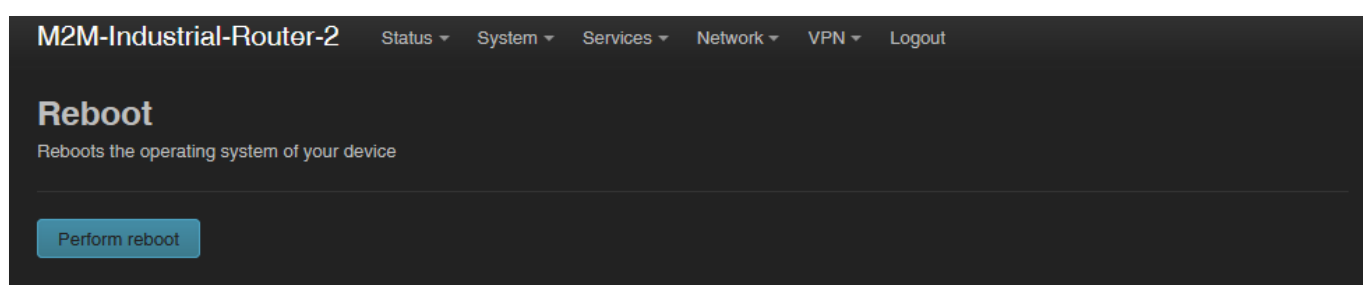 M2M-Industrial-Router-2 Status System Services Network VPN Logout
Reboot
Reboots the operating system of your device
Perform reboot